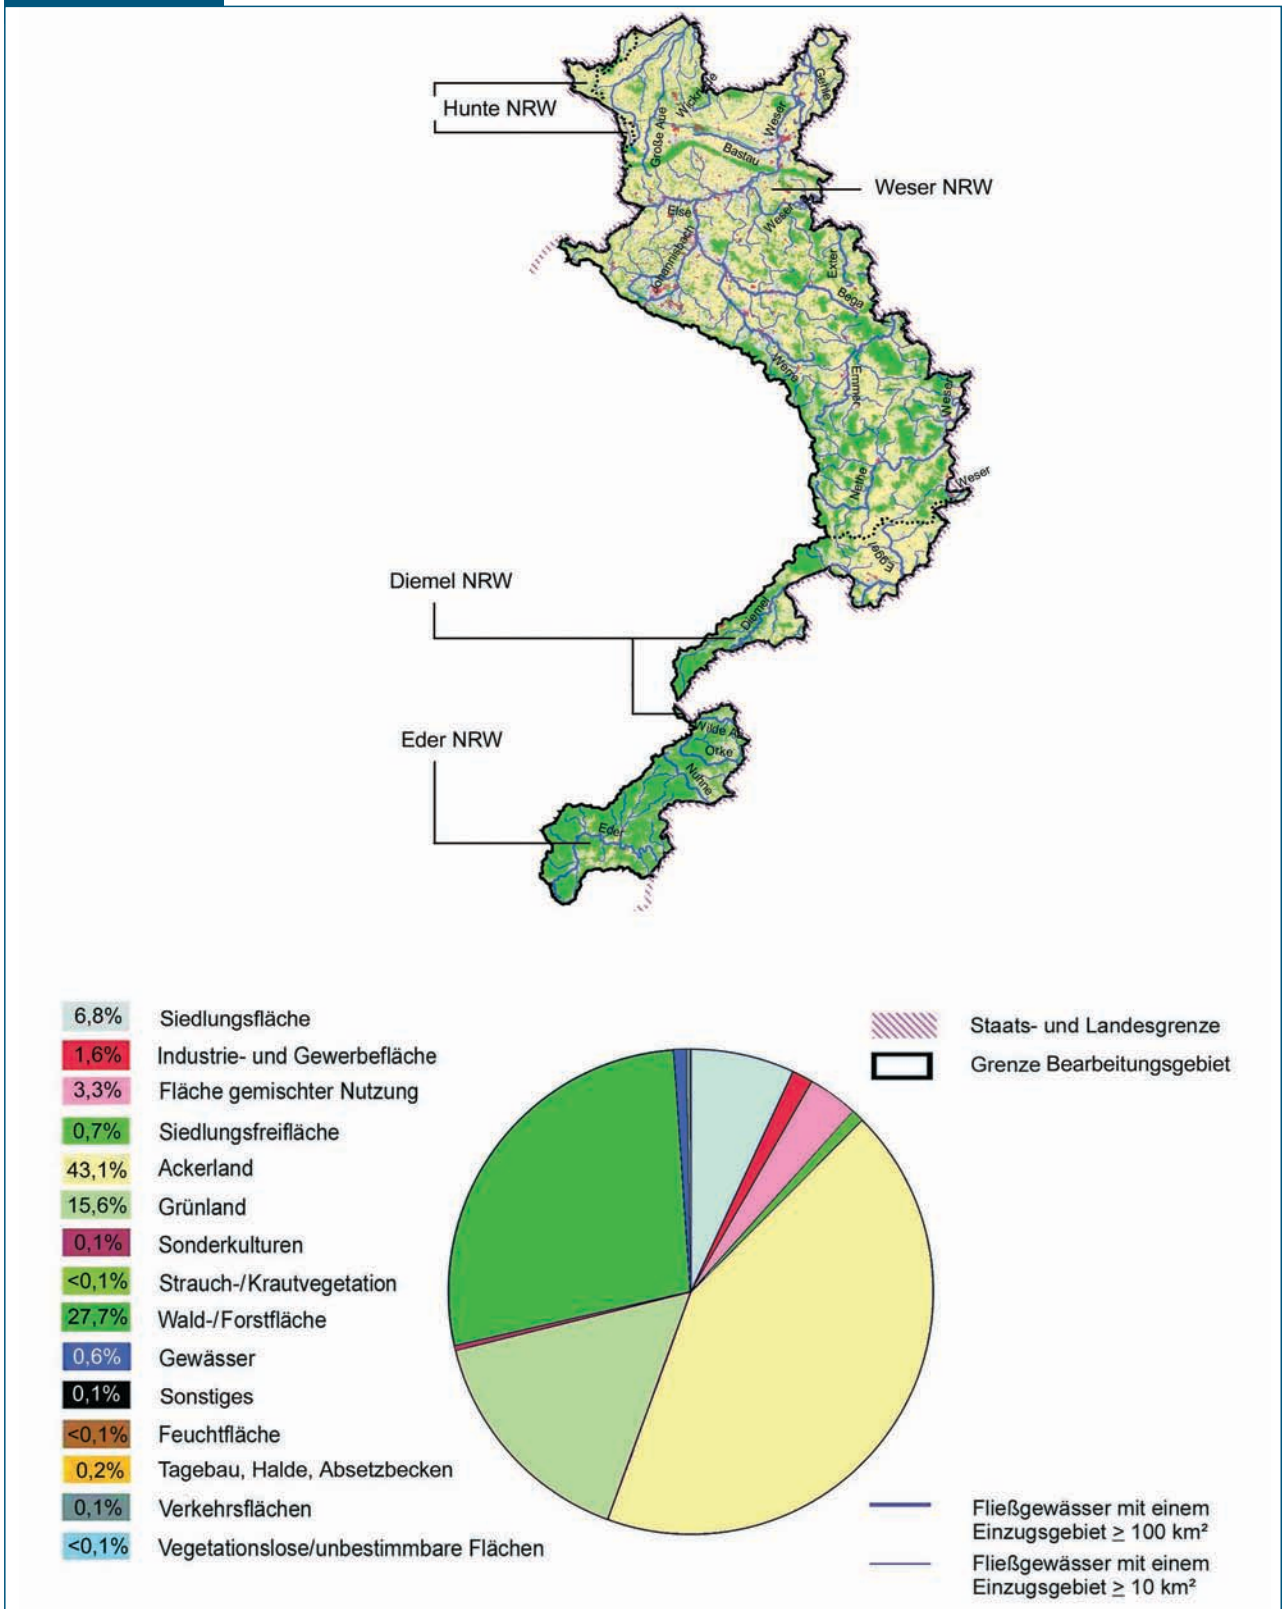 Hunte NRW
Große Aue
Wickriede
Weser
Gehle
Bastau
Weser NRW
Else
Weser
Johannisbach
Exter
Bega
Werre
Emmer
Weser
Nethe
Weser
Eggel
Diemel NRW
Diemel
Eder NRW
Wilde Aa
Orke
Nuhne
Eder
6,8% Siedlungsfläche
1,6% Industrie- und Gewerbefläche
3,3% Fläche gemischter Nutzung
0,7% Siedlungsfreifläche
43,1% Ackerland
15,6% Grünland
0,1% Sonderkulturen
<0,1% Strauch-/Krautvegetation
27,7% Wald-/Forstfläche
0,6% Gewässer
0,1% Sonstiges
<0,1% Feuchtfläche
0,2% Tagebau, Halde, Absetzbecken
0,1% Verkehrsflächen
<0,1% Vegetationslose/unbestimmbare Flächen
Staats- und Landesgrenze
Grenze Bearbeitungsgebiet
Fließgewässer mit einem
Einzugsgebiet ≥ 100 km²
Fließgewässer mit einem
Einzugsgebiet ≥ 10 km²